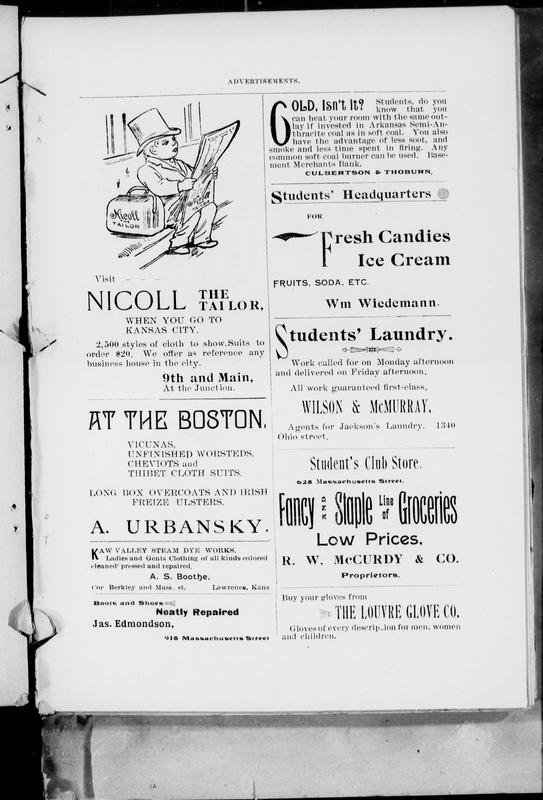 ADVERTISEMENTS.
Nicoll
THE
TAILOR
Visit - - -
NICOLL THE TAILOR,
WHEN YOU GO TO
KANSAS CITY.
2,500 styles of cloth to show. Suits to
order $20. We offer as reference any
business house in the city.
9th and Main,
At the Junction.
AT THE BOSTON,
VICUNAS,
UNFINISHED WORSTEDS,
CHEVIOTS and
THIBET CLOTH SUITS.
LONG BOX OVERCOATS AND IRISH
FREIZE ULSTERS.
A. URBANSKY.
KAW VALLEY STEAM DYE WORKS.
Ladies and Gents Clothing of all kinds colored
cleaned pressed and repaired.
A. S. Boothe,
Cor Berkley and Mass. st. Lawrence, Kans
Boots and Shoes
Neatly Repaired
Jas. Edmondson,
915 Massachusetts Street
COLD, Isn't It? Students, do you
know that you
can heat your room with the same out-
lay if invested in Arkansas Semi-An-
thracite coal as in soft coal. You also
have the advantage of less soot, and
smoke and less time spent in firing. Any
common soft coal burner can be used. Base-
ment Merchants Bank.
CULBERTSON & THOBURN,
Students' Headquarters
FOR
Fresh Candies
Ice Cream
FRUITS, SODA, ETC.
Wm Wiedemann.
Students' Laundry.
Work called for on Monday afternoon
and delivered on Friday afternoon,
All work guaranteed first-class,
WILSON & McMURRAY,
Agents for Jackson's Laundry. 1340
Ohio street,
Student's Club Store,
625 Massachusetts Street.
Fancy AND Staple Line of Groceries
Low Prices,
R. W. McCURDY & CO.
Proprietors.
Buy your gloves from
THE LOUVRE GLOVE CO.
Gloves of every descrip,ion for men, women
and children.